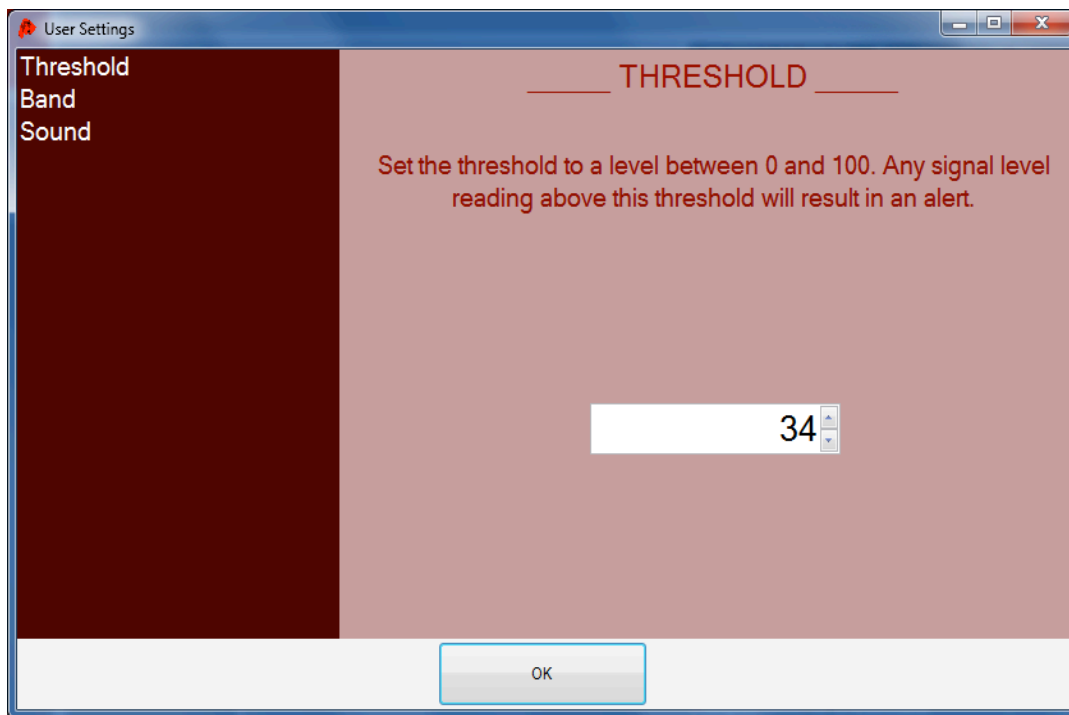 User Settings
Threshold
Band
Sound
_____ THRESHOLD _____
Set the threshold to a level between 0 and 100. Any signal level
reading above this threshold will result in an alert.
34
OK